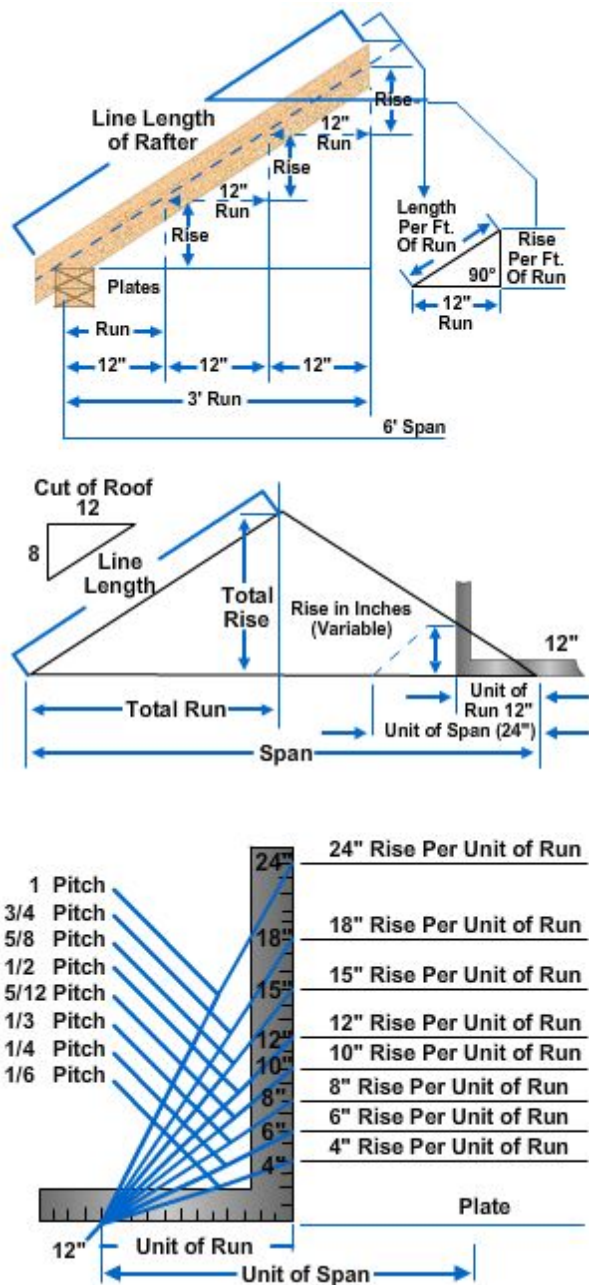 Line Length
of Rafter
Rise
12"
Run
Rise
12"
Run
Rise
Plates
Run
12"
12"
12"
3' Run
6' Span
Length
Per Ft.
Of Run
Rise
Per Ft.
Of Run
90°
12"
Run
Cut of Roof
12
8
Line
Length
Total
Rise
Rise in Inches
(Variable)
12"
Total Run
Unit of
Run 12"
Unit of Span (24")
Span
1 Pitch
3/4 Pitch
5/8 Pitch
1/2 Pitch
5/12 Pitch
1/3 Pitch
1/4 Pitch
1/6 Pitch
24"
18"
15"
12"
10"
8"
6"
4"
24" Rise Per Unit of Run
18" Rise Per Unit of Run
15" Rise Per Unit of Run
12" Rise Per Unit of Run
10" Rise Per Unit of Run
8" Rise Per Unit of Run
6" Rise Per Unit of Run
4" Rise Per Unit of Run
Plate
12"
Unit of Run
Unit of Span